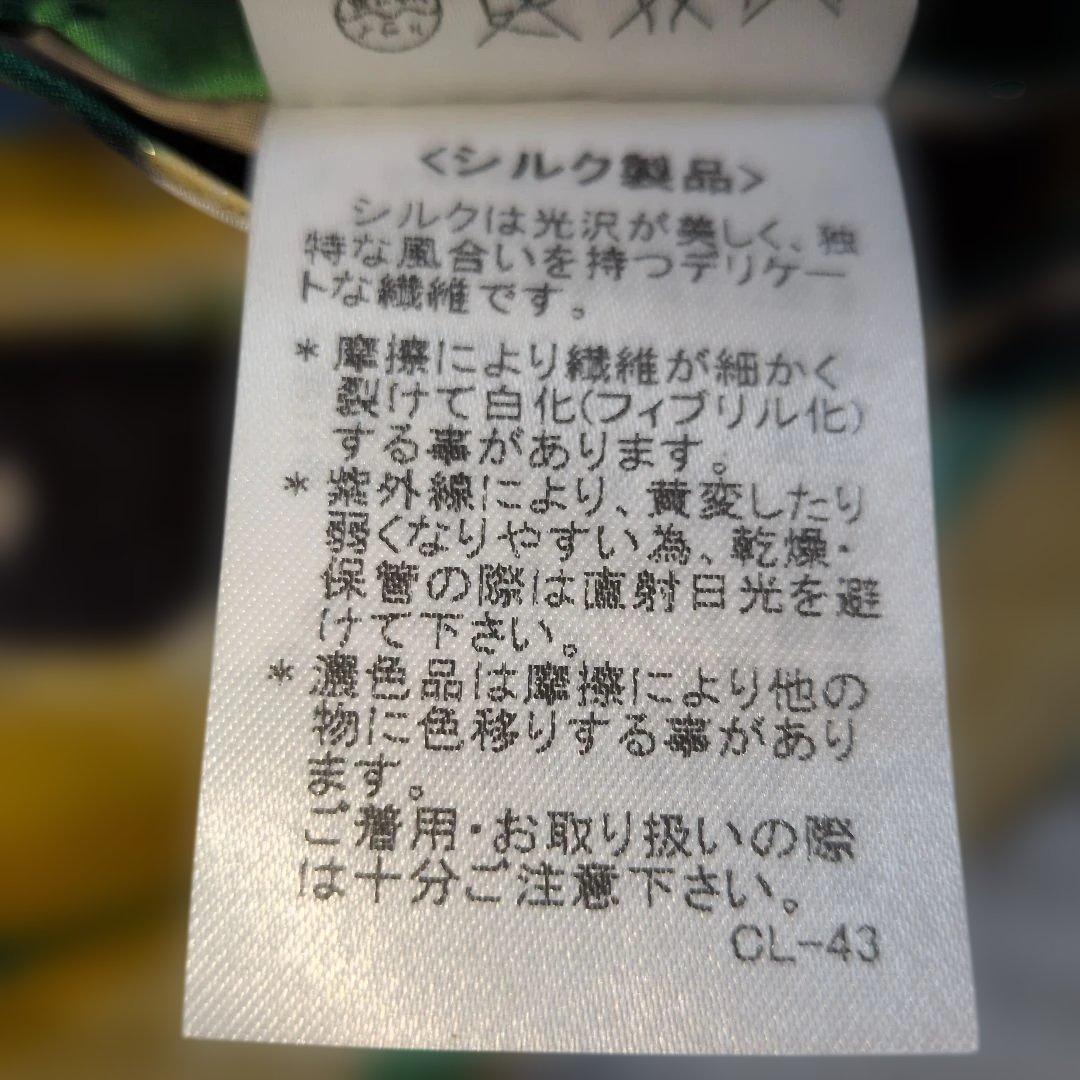 <シルク製品>
シルクは光沢が美しく、独
特な風合いを持つデリケー
トな繊維です。
* 摩擦により繊維が細かく
裂けて白化(フィブリル化)
する事があります。
* 紫外線により、黄変したり
弱くなりやすい為、乾燥・
保管の際は直射日光を避
けて下さい。
* 濃色品は摩擦により他の
物に色移りする事があり
ます。
ご着用・お取り扱いの際
は十分ご注意下さい。
CL-43